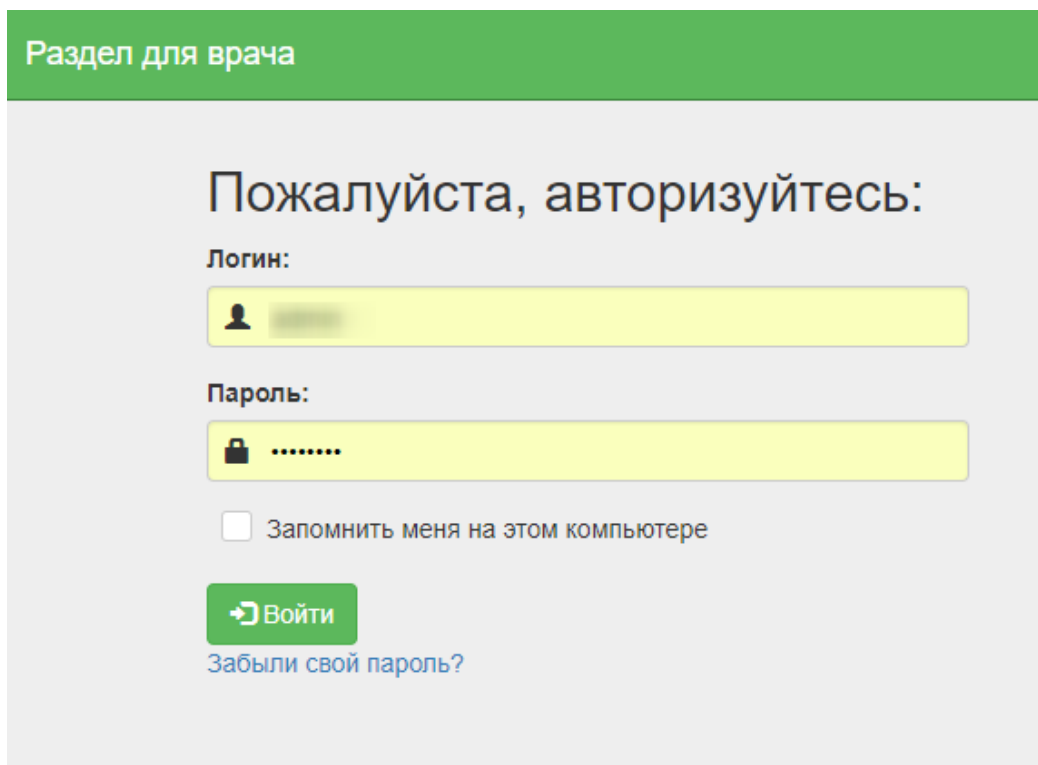 Раздел для врача
Пожалуйста, авторизуйтесь:
Логин:
Пароль:
••••••••
Запомнить меня на этом компьютере
Войти
Забыли свой пароль?